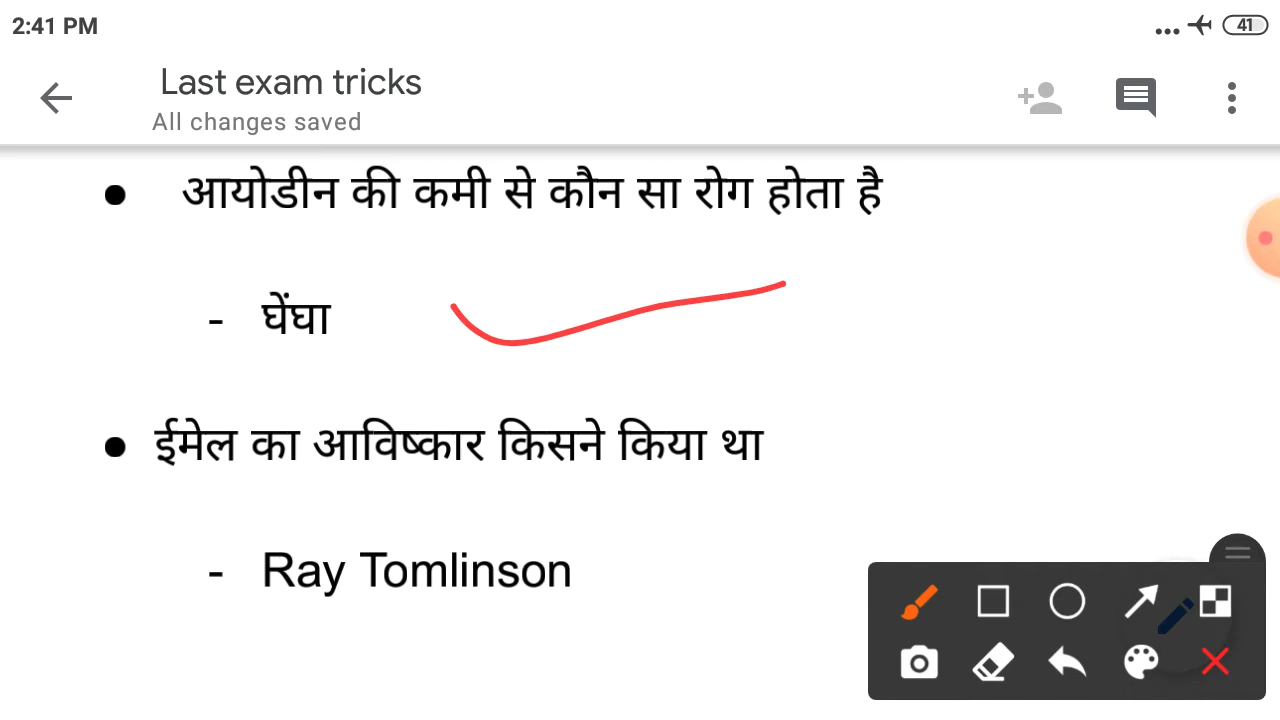 2:41 PM
41
Last exam tricks
All changes saved
● आयोडीन की कमी से कौन सा रोग होता है
- घेंघा
● ईमेल का आविष्कार किसने किया था
- Ray Tomlinson